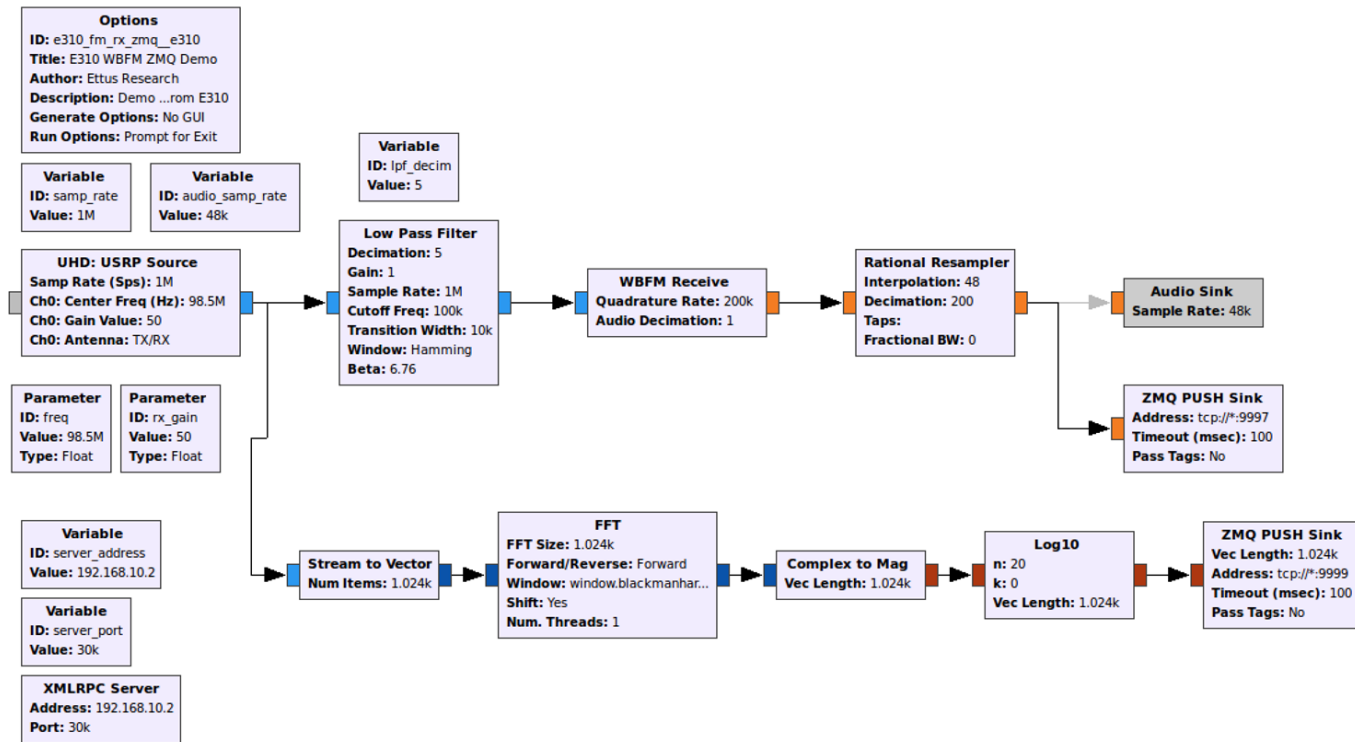 Options
ID: e310_fm_rx_zmq__e310
Title: E310 WBFM ZMQ Demo
Author: Ettus Research
Description: Demo ...rom E310
Generate Options: No GUI
Run Options: Prompt for Exit
Variable
ID: samp_rate
Value: 1M
Variable
ID: audio_samp_rate
Value: 48k
Variable
ID: lpf_decim
Value: 5
UHD: USRP Source
Samp Rate (Sps): 1M
Ch0: Center Freq (Hz): 98.5M
Ch0: Gain Value: 50
Ch0: Antenna: TX/RX
Low Pass Filter
Decimation: 5
Gain: 1
Sample Rate: 1M
Cutoff Freq: 100k
Transition Width: 10k
Window: Hamming
Beta: 6.76
WBFM Receive
Quadrature Rate: 200k
Audio Decimation: 1
Rational Resampler
Interpolation: 48
Decimation: 200
Taps:
Fractional BW: 0
Audio Sink
Sample Rate: 48k
ZMQ PUSH Sink
Address: tcp://*:9997
Timeout (msec): 100
Pass Tags: No
Parameter
ID: freq
Value: 98.5M
Type: Float
Parameter
ID: rx_gain
Value: 50
Type: Float
Variable
ID: server_address
Value: 192.168.10.2
Variable
ID: server_port
Value: 30k
XMLRPC Server
Address: 192.168.10.2
Port: 30k
Stream to Vector
Num Items: 1.024k
FFT
FFT Size: 1.024k
Forward/Reverse: Forward
Window: window.blackmanhar...
Shift: Yes
Num. Threads: 1
Complex to Mag
Vec Length: 1.024k
Log10
n: 20
k: 0
Vec Length: 1.024k
ZMQ PUSH Sink
Vec Length: 1.024k
Address: tcp://*:9999
Timeout (msec): 100
Pass Tags: No